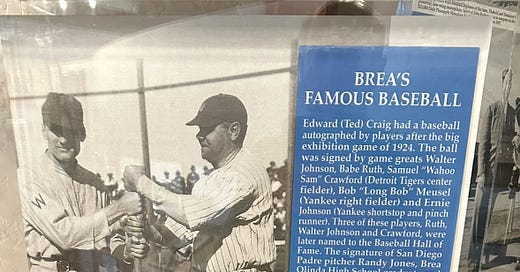 BREA'S
FAMOUS BASEBALL
Edward (Ted) Craig had a baseball
autographed by players after the big
exhibition game of 1924. The ball
was signed by game greats Walter
Johnson, Babe Ruth, Samuel "Wahoo
Sam" Crawford (Detroit Tigers center
fielder), Bob "Long Bob" Meusel
(Yankee right fielder) and Ernie
Johnson (Yankee shortstop and pinch
runner). Three of these players, Ruth,
Walter Johnson and Crawford, were
later named to the Baseball Hall of
Fame. The signature of San Diego
Padre pitcher Randy Jones, Brea
Olinda High School
W